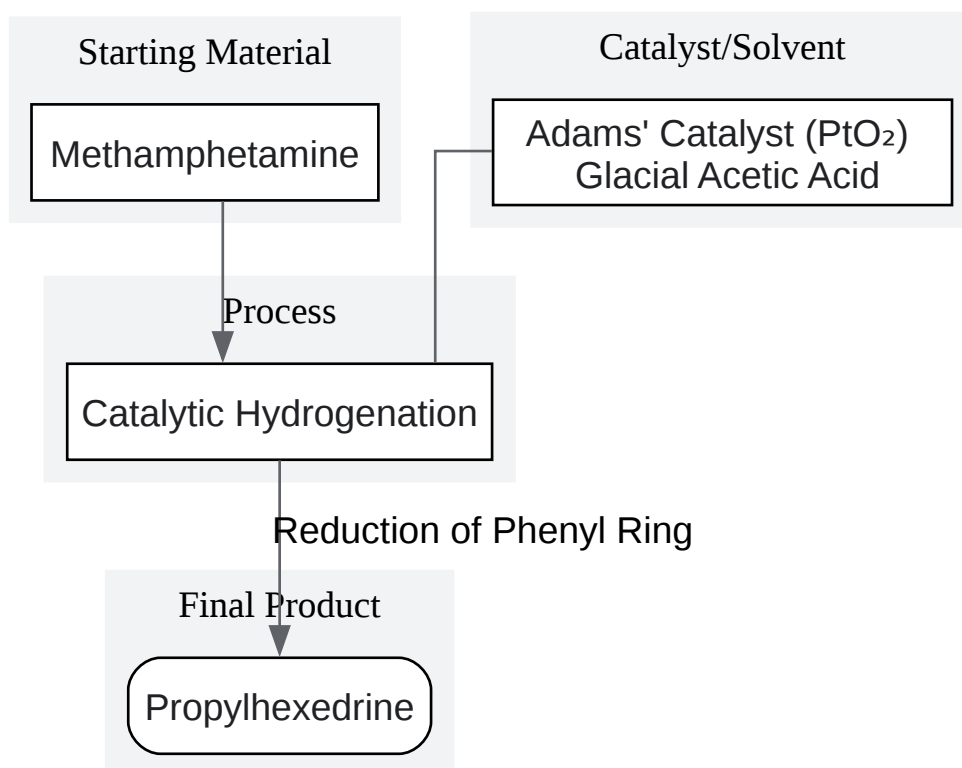 Starting Material
Methamphetamine
Catalyst/Solvent
Adams' Catalyst (PtO₂)
Glacial Acetic Acid
Process
Catalytic Hydrogenation
Reduction of Phenyl Ring
Final Product
Propylhexedrine